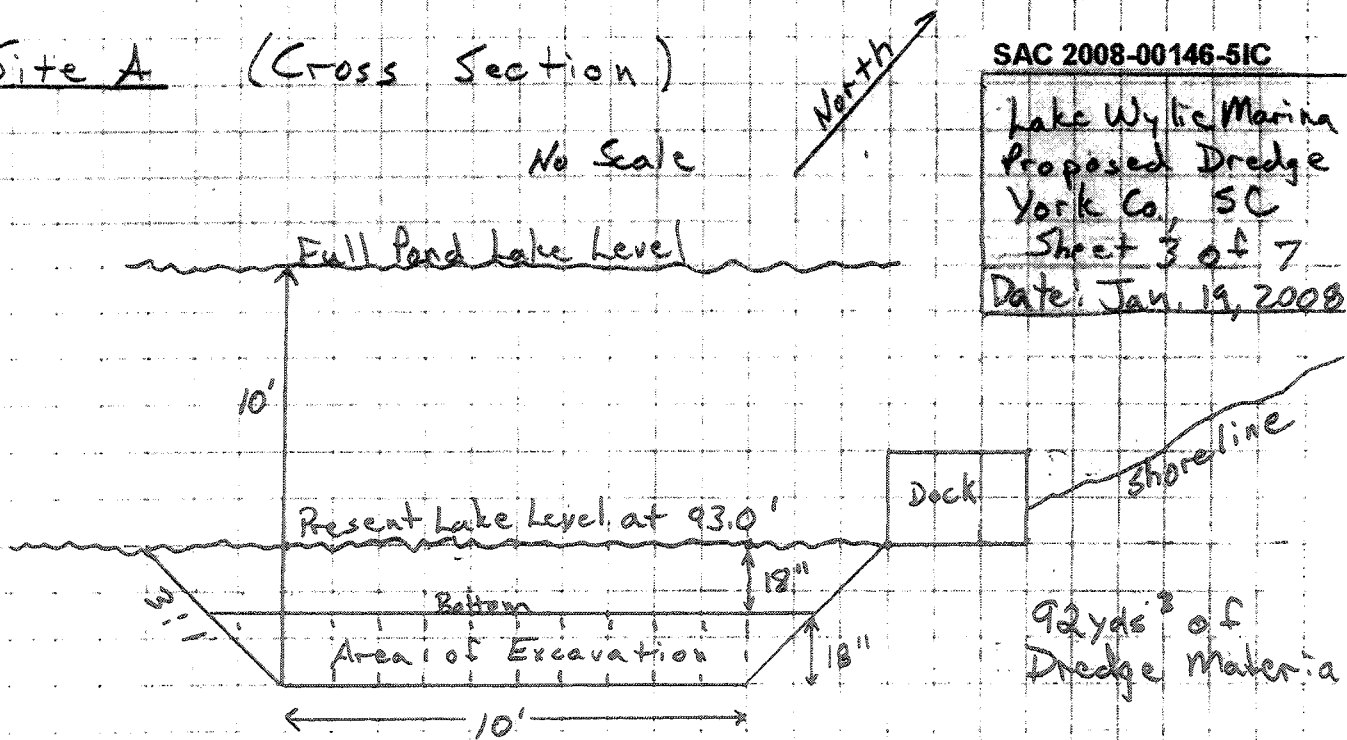 Site A (Cross Section)
No Scale
North
SAC 2008-00146-5IC
Lake Wylie Marina
Proposed Dredge
York Co., SC
Sheet 3 of 7
Date: Jan. 19, 2008
Full Pond Lake Level
10'
Shoreline
Dock
Present Lake Level at 93.0'
18"
3:1
Bottom
Area of Excavation
18"
92 yds³ of
Dredge Materia
10'